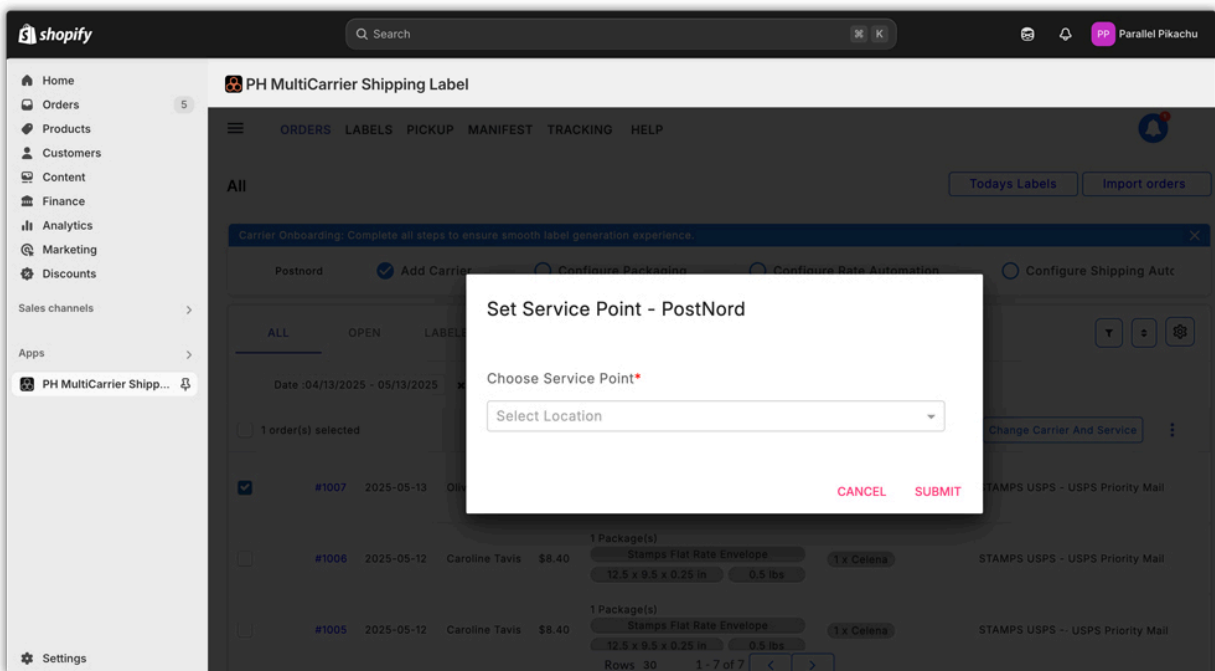 shopify
Search
⌘ K
PP Parallel Pikachu
Home
Orders 5
Products
Customers
Content
Finance
Analytics
Marketing
Discounts
Sales channels
Apps
PH MultiCarrier Shipp...
Settings
PH MultiCarrier Shipping Label
ORDERS LABELS PICKUP MANIFEST TRACKING HELP
All
Todays Labels Import orders
Carrier Onboarding: Complete all steps to ensure smooth label generation experience.
Postnord Add Carrier Configure Packaging Configure Rate Automation Configure Shipping Auto
ALL OPEN LABELE
Date :04/13/2025 - 05/13/2025 ×
1 order(s) selected Change Carrier And Service
Set Service Point - PostNord
Choose Service Point*
Select Location
CANCEL SUBMIT
#1007 2025-05-13 STAMPS USPS - USPS Priority Mail
1 Package(s)
#1006 2025-05-12 Caroline Tavis $8.40 Stamps Flat Rate Envelope 1 x Celena STAMPS USPS - USPS Priority Mail
12.5 x 9.5 x 0.25 in 0.5 lbs
1 Package(s)
#1005 2025-05-12 Caroline Tavis $8.40 Stamps Flat Rate Envelope 1 x Celena STAMPS USPS -- USPS Priority Mail
12.5 x 9.5 x 0.25 in 0.5 lbs
Rows 30 1 - 7 of 7 < >